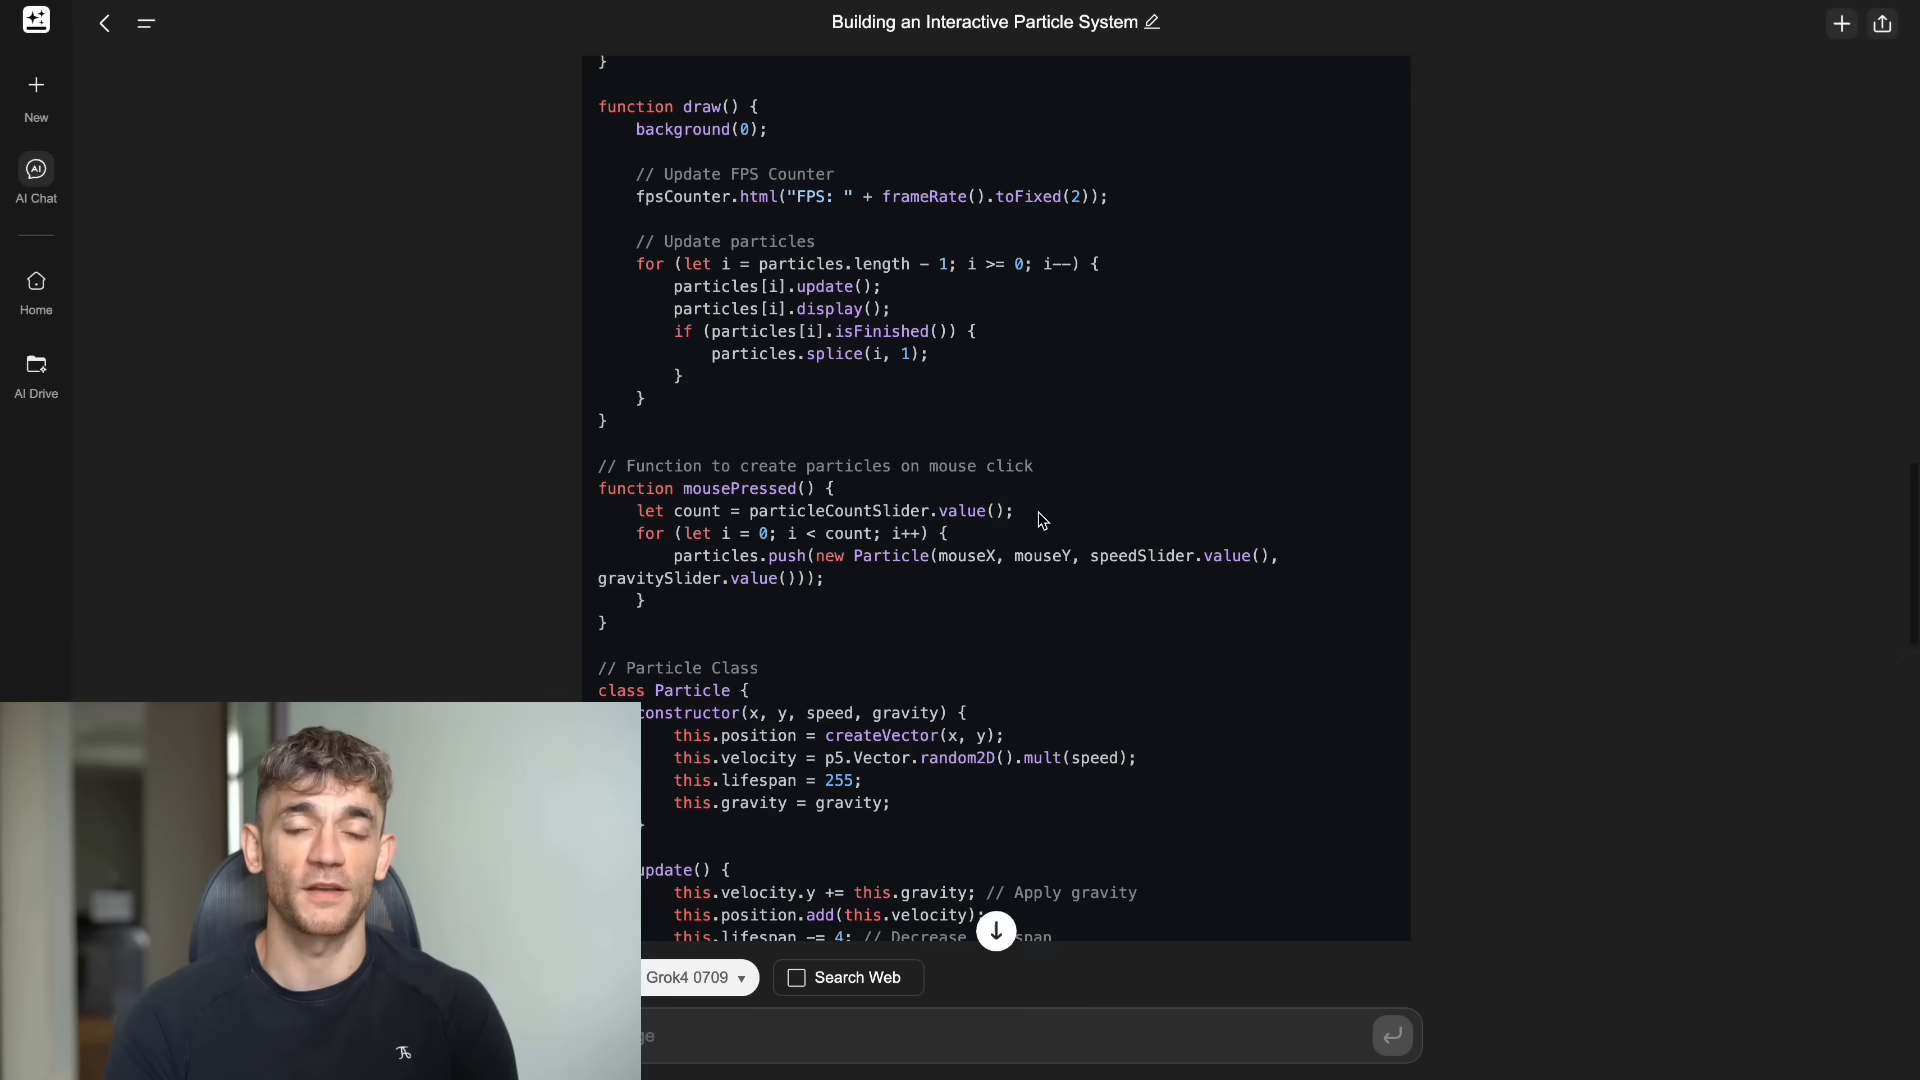 Building an Interactive Particle System
New
AI Chat
Home
AI Drive
}
function draw() {
background(0);
// Update FPS Counter
fpsCounter.html("FPS: " + frameRate().toFixed(2));
// Update particles
for (let i = particles.length - 1; i >= 0; i--) {
particles[i].update();
particles[i].display();
if (particles[i].isFinished()) {
particles.splice(i, 1);
}
}
}
// Function to create particles on mouse click
function mousePressed() {
let count = particleCountSlider.value();
for (let i = 0; i < count; i++) {
particles.push(new Particle(mouseX, mouseY, speedSlider.value(),
gravitySlider.value()));
}
}
// Particle Class
class Particle {
constructor(x, y, speed, gravity) {
this.position = createVector(x, y);
this.velocity = p5.Vector.random2D().mult(speed);
this.lifespan = 255;
this.gravity = gravity;
}
update() {
this.velocity.y += this.gravity; // Apply gravity
this.position.add(this.velocity);
this.lifespan -= 4; // Decrease
Grok4 0709
Search Web